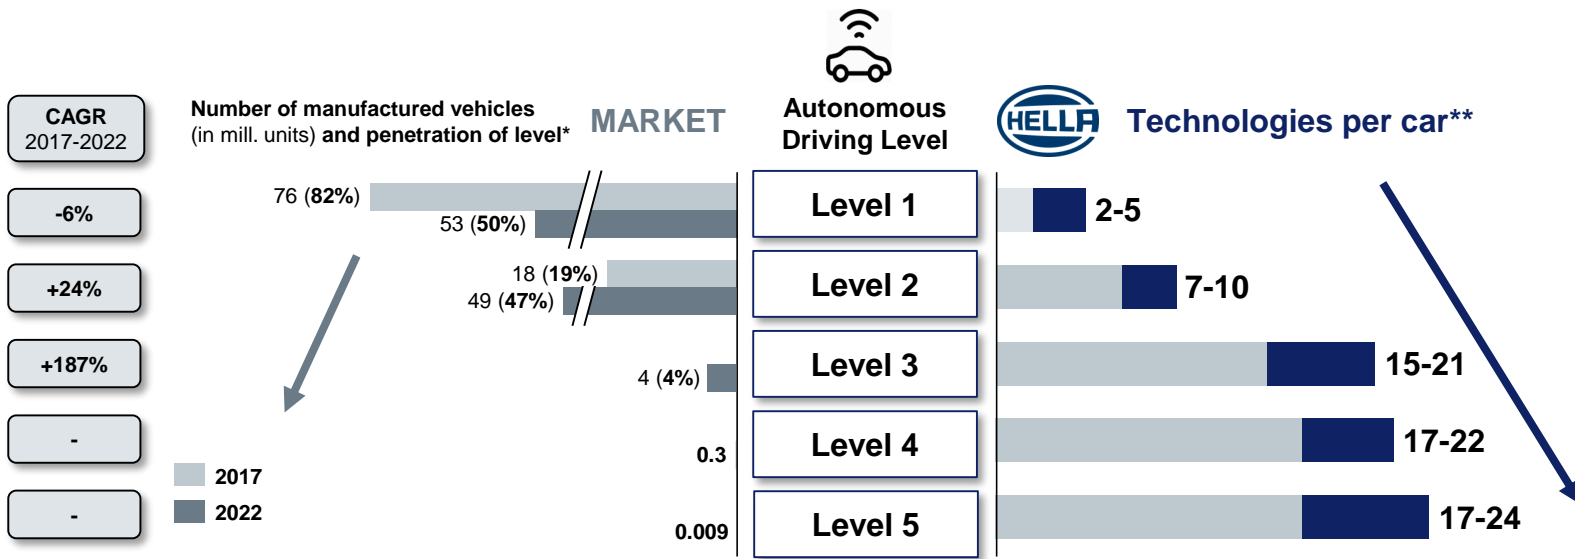 CAGR
2017-2022
Number of manufactured vehicles
(in mill. units) and penetration of level*
MARKET
Autonomous
Driving Level
HELLA
Technologies per car**
-6%
76 (82%)
53 (50%)
Level 1
2-5
+24%
18 (19%)
49 (47%)
Level 2
7-10
+187%
4 (4%)
Level 3
15-21
-
0.3
Level 4
17-22
-
0.009
Level 5
17-24
2017
2022